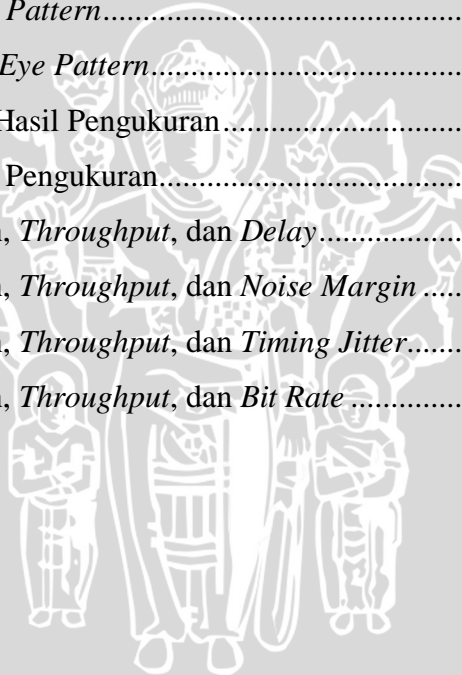 Pattern............................................
Eye Pattern......................................
Hasil Pengukuran.............................
Pengukuran.....................................
, Throughput, dan Delay..................
, Throughput, dan Noise Margin .....
, Throughput, dan Timing Jitter.......
, Throughput, dan Bit Rate ..............